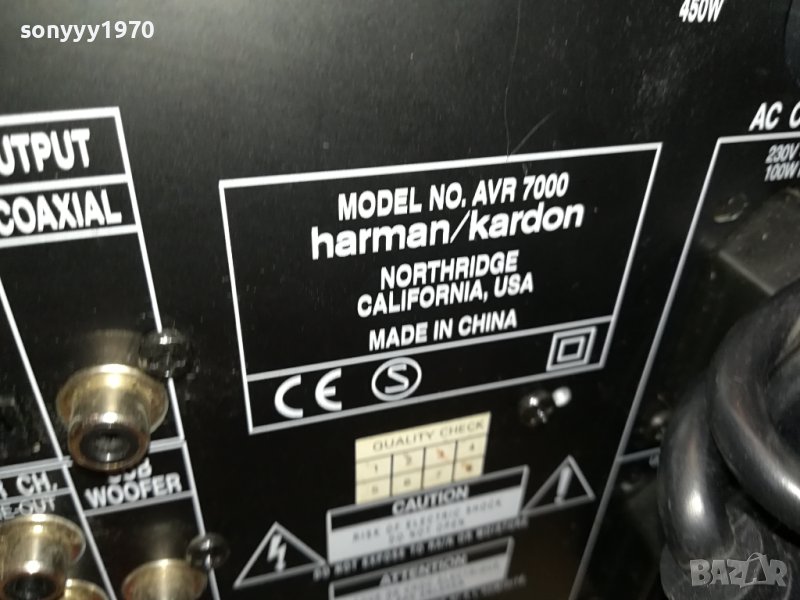 sonyyy1970
450W
UTPUT
COAXIAL
AC
230V
100W
MODEL NO. AVR 7000
harman/kardon
NORTHRIDGE
CALIFORNIA, USA
MADE IN CHINA
CE S
QUALITY CHECK
1 2 3 4
5 6 7
R CH.
E-OUT
SUB
WOOFER
CAUTION
RISK OF ELECTRIC SHOCK
DO NOT OPEN
DO NOT EXPOSE TO RAIN OR MOISTURE
ATTENTION
BAZAR